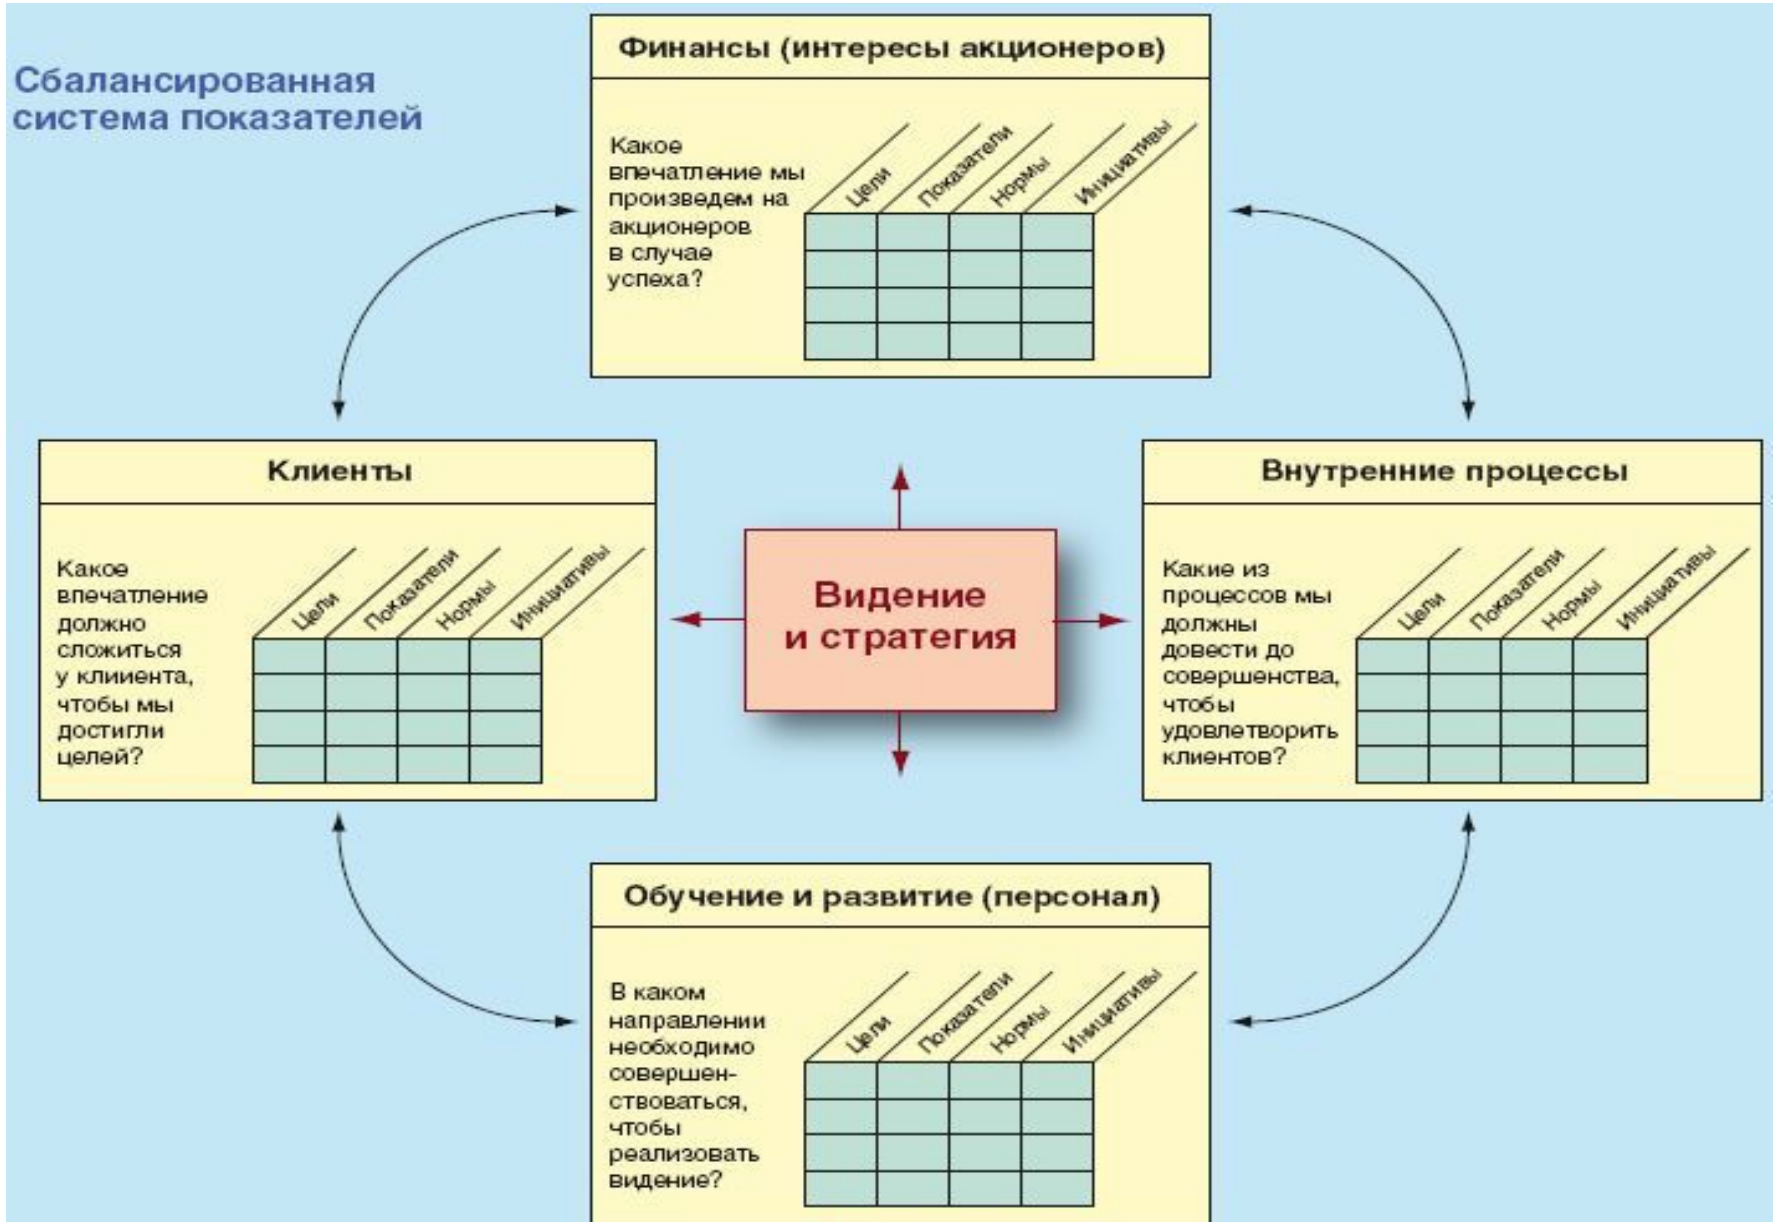 Сбалансированная
система показателей
Финансы (интересы акционеров)
Какое
впечатление мы
произведем на
акционеров
в случае
успеха?
Цели
Показатели
Нормы
Инициативы
Клиенты
Какое
впечатление
должно
сложиться
у клииента,
чтобы мы
достигли
целей?
Цели
Показатели
Нормы
Инициативы
Видение
и стратегия
Внутренние процессы
Какие из
процессов мы
должны
довести до
совершенства,
чтобы
удовлетворить
клиентов?
Цели
Показатели
Нормы
Инициативы
Обучение и развитие (персонал)
В каком
направлении
необходимо
совершен-
ствоваться,
чтобы
реализовать
видение?
Цели
Показатели
Нормы
Инициативы